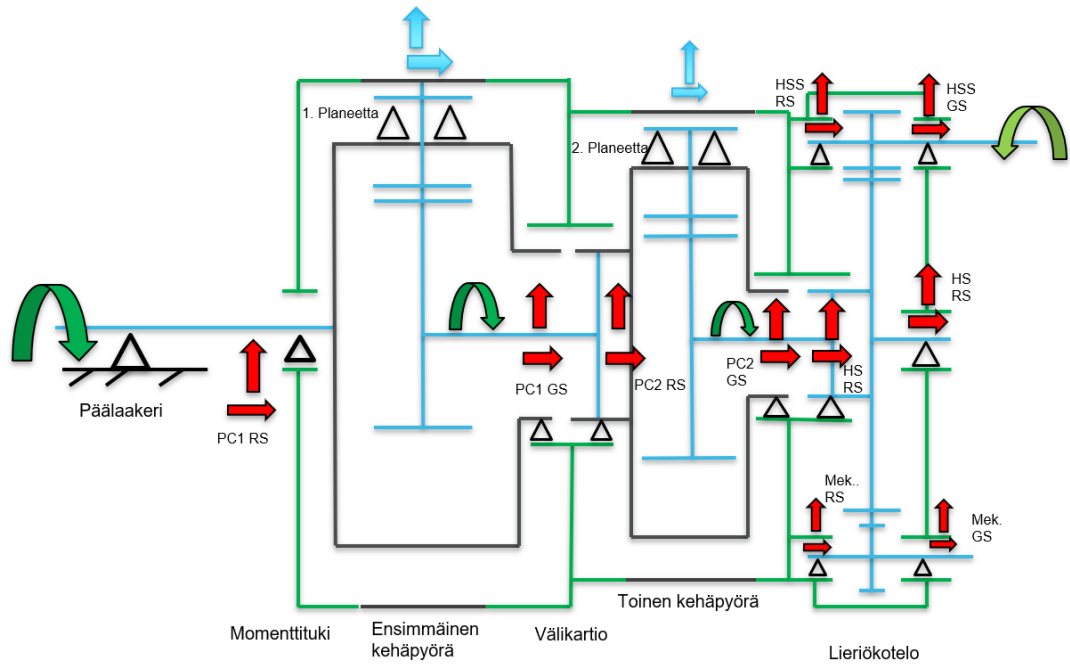 HSS
RS
HSS
GS
1. Planeetta
2. Planeetta
HS
RS
PC1 GS
PC2 RS
PC2
GS
HS
RS
Päälaakeri
PC1 RS
Mek..
RS
Mek.
GS
Momenttituki
Ensimmäinen
kehäpyörä
Välikartio
Toinen kehäpyörä
Lieriökotelo